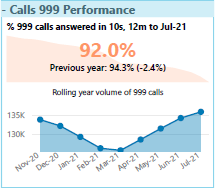 - Calls 999 Performance
% 999 calls answered in 10s, 12m to Jul-21
92.0%
Previous year: 94.3% (-2.4%)
Rolling year volume of 999 calls
135K
130K
Nov-20
Dec-20
Jan-21
Feb-21
Mar-21
Apr-21
May-21
Jun-21
Jul-21